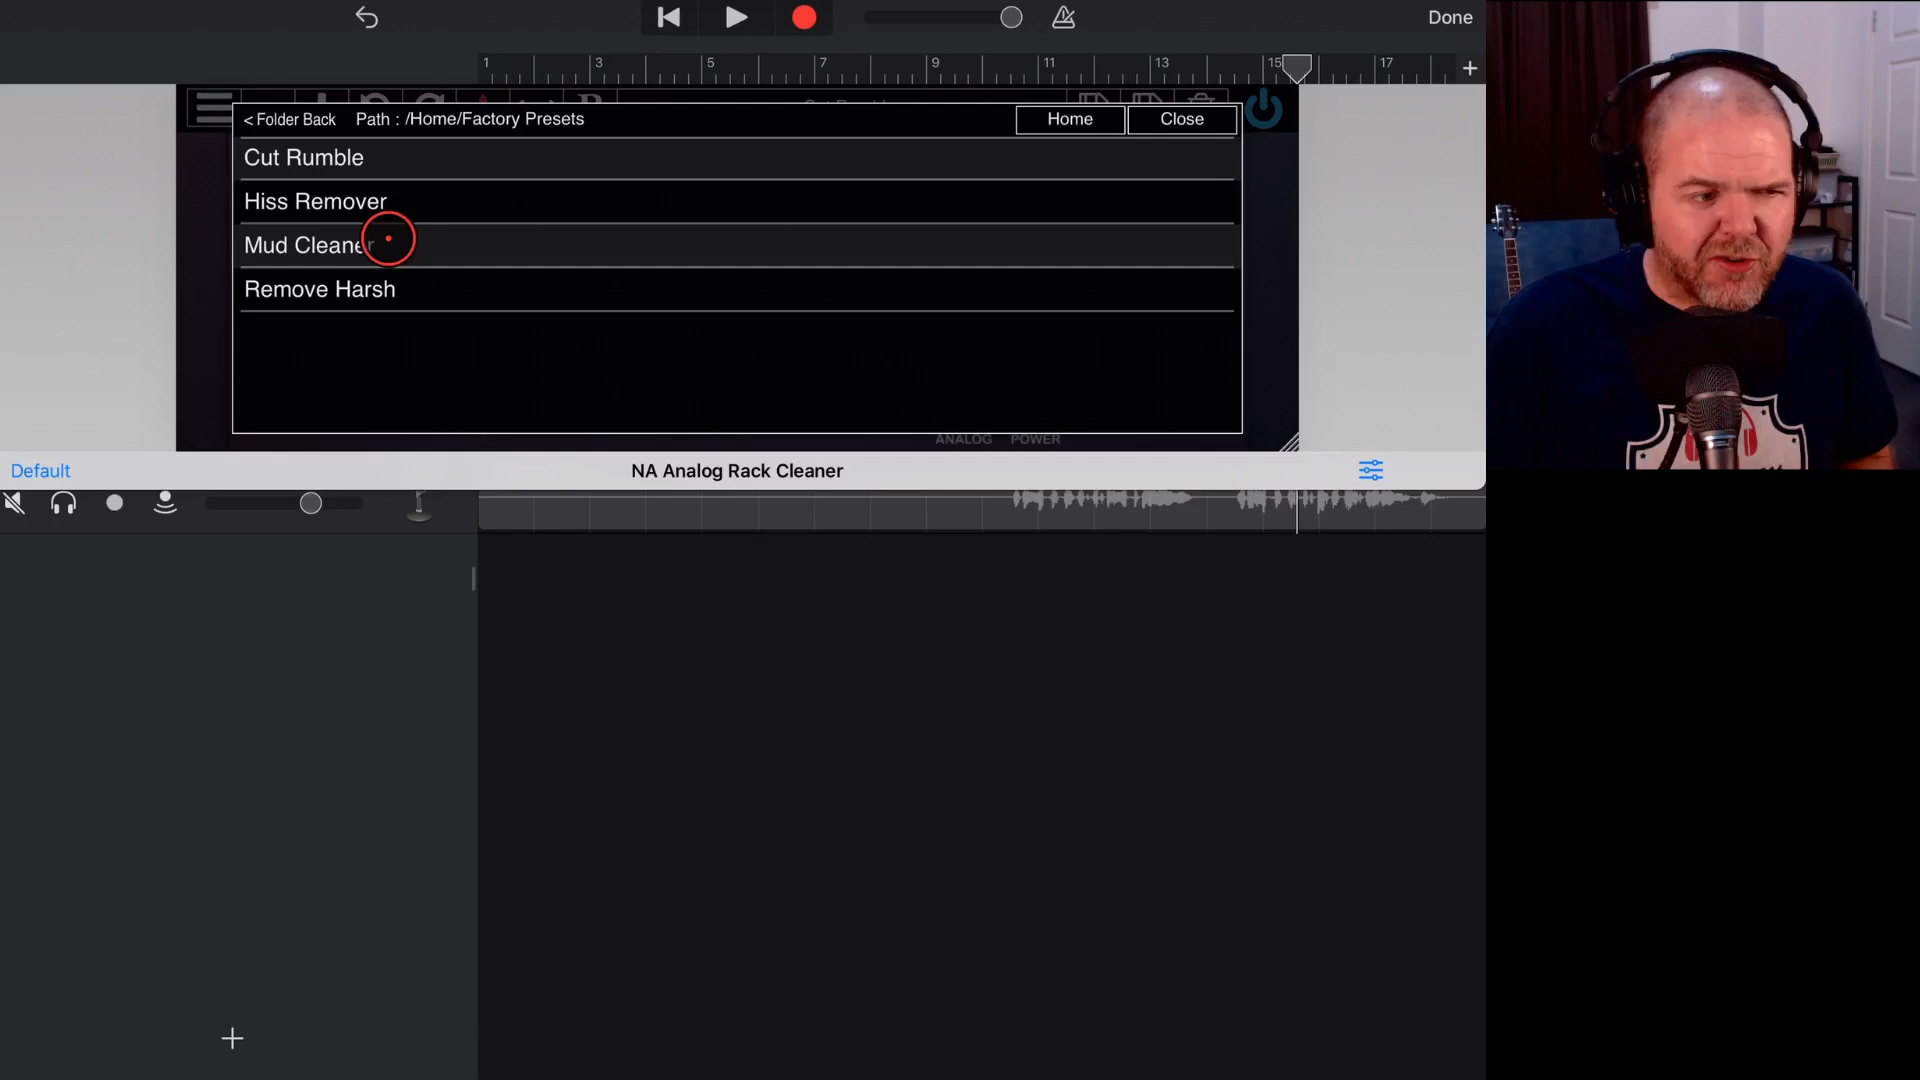 Done
1 3 5 7 9 11 13 15 17
< Folder Back Path : /Home/Factory Presets Home Close
Cut Rumble
Hiss Remover
Mud Cleaner
Remove Harsh
ANALOG POWER
Default NA Analog Rack Cleaner